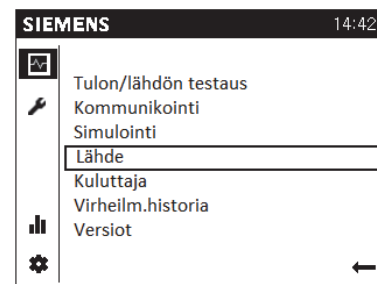 SIEMENS 14:42
Tulon/lähdön testaus
Kommunikointi
Simulointi
Lähde
Kuluttaja
Virheilm.historia
Versiot